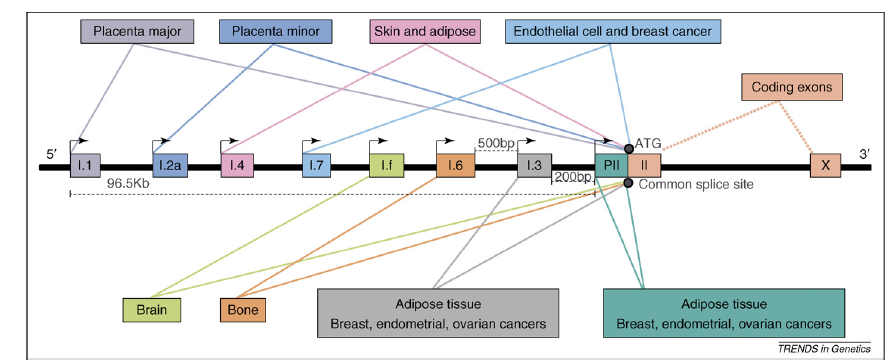 Placenta major
Placenta minor
Skin and adipose
Endothelial cell and breast cancer
Coding exons
5′
500bp
ATG
3′
I.1
I.2a
I.4
I.7
I.f
I.6
I.3
PII
II
X
96.5Kb
200bp
Common splice site
Brain
Bone
Adipose tissue
Breast, endometrial, ovarian cancers
Adipose tissue
Breast, endometrial, ovarian cancers
TRENDS in Genetics